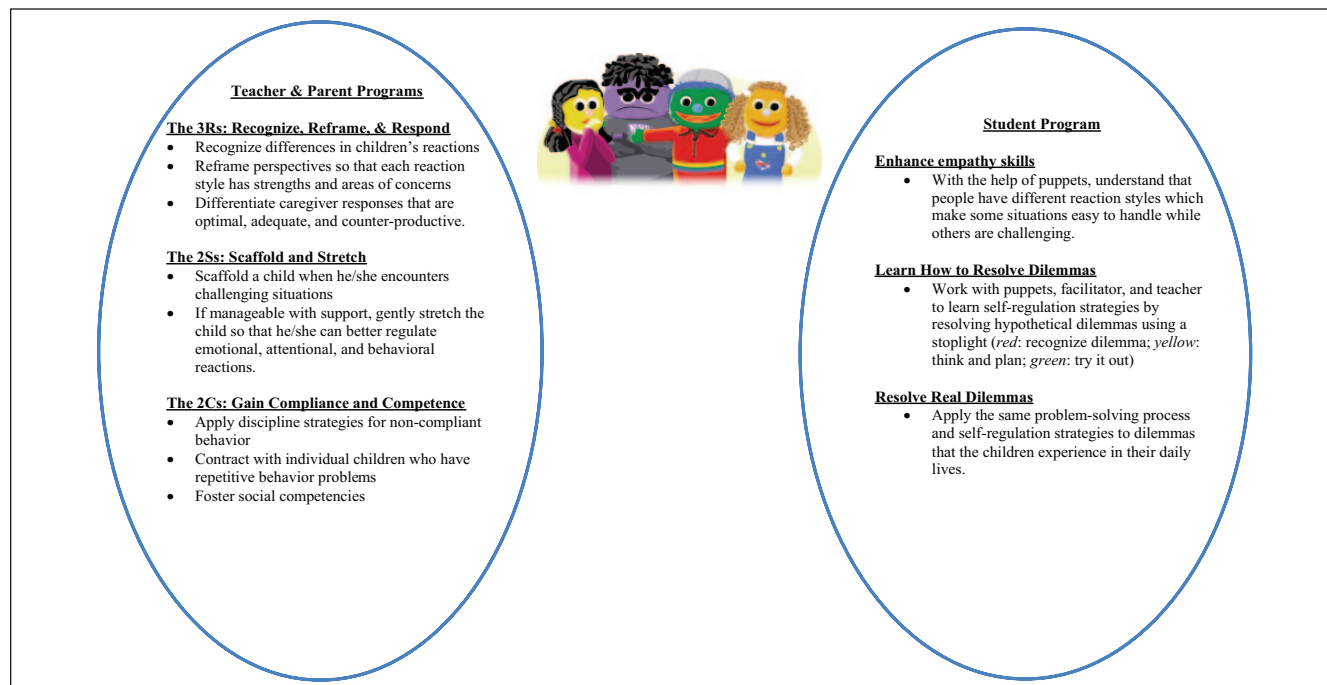 Teacher & Parent Programs
The 3Rs: Recognize, Reframe, & Respond
• Recognize differences in children's reactions
• Reframe perspectives so that each reaction
style has strengths and areas of concerns
• Differentiate caregiver responses that are
optimal, adequate, and counter-productive.
The 2Ss: Scaffold and Stretch
• Scaffold a child when he/she encounters
challenging situations
• If manageable with support, gently stretch the
child so that he/she can better regulate
emotional, attentional, and behavioral
reactions.
The 2Cs: Gain Compliance and Competence
• Apply discipline strategies for non-compliant
behavior
• Contract with individual children who have
repetitive behavior problems
• Foster social competencies
Student Program
Enhance empathy skills
• With the help of puppets, understand that
people have different reaction styles which
make some situations easy to handle while
others are challenging.
Learn How to Resolve Dilemmas
• Work with puppets, facilitator, and teacher
to learn self-regulation strategies by
resolving hypothetical dilemmas using a
stoplight (red: recognize dilemma; yellow:
think and plan; green: try it out)
Resolve Real Dilemmas
• Apply the same problem-solving process
and self-regulation strategies to dilemmas
that the children experience in their daily
lives.